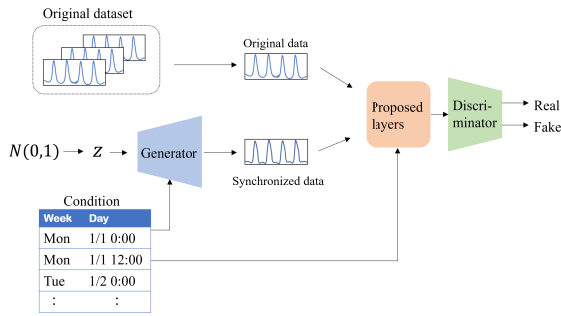 Original dataset
Original data
N(0,1) → z →
Generator
Synchronized data
Proposed
layers
Discri-
minator
Real
Fake
Condition
Week Day
Mon 1/1 0:00
Mon 1/1 12:00
Tue 1/2 0:00
: :